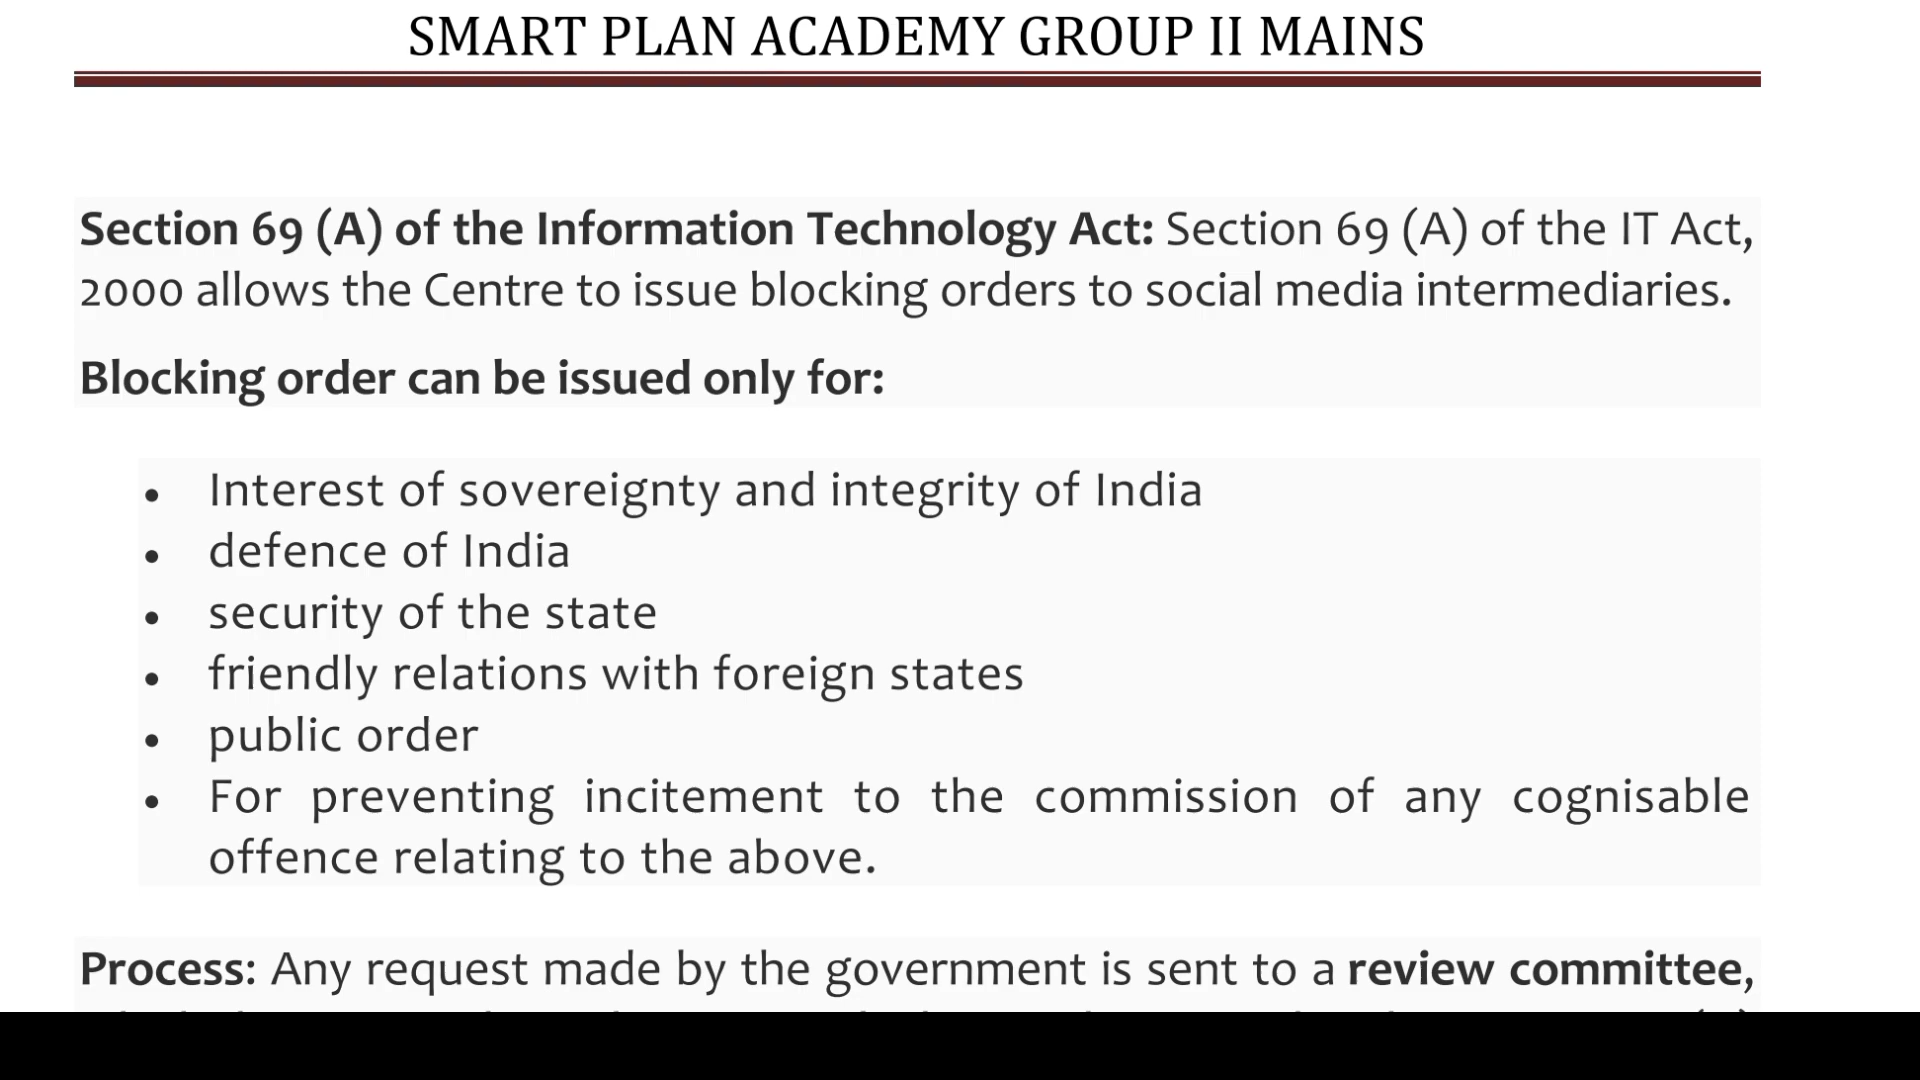 SMART PLAN ACADEMY GROUP II MAINS
Section 69 (A) of the Information Technology Act: Section 69 (A) of the IT Act,
2000 allows the Centre to issue blocking orders to social media intermediaries.
Blocking order can be issued only for:
• Interest of sovereignty and integrity of India
• defence of India
• security of the state
• friendly relations with foreign states
• public order
• For preventing incitement to the commission of any cognisable
offence relating to the above.
Process: Any request made by the government is sent to a review committee,